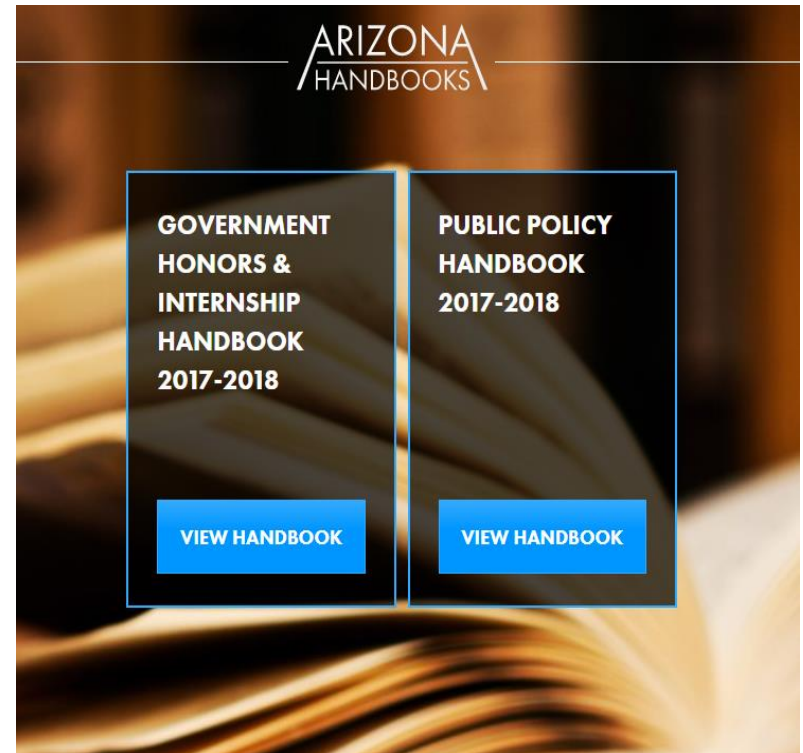 ARIZONA
HANDBOOKS
GOVERNMENT
HONORS &
INTERNSHIP
HANDBOOK
2017-2018
VIEW HANDBOOK
PUBLIC POLICY
HANDBOOK
2017-2018
VIEW HANDBOOK